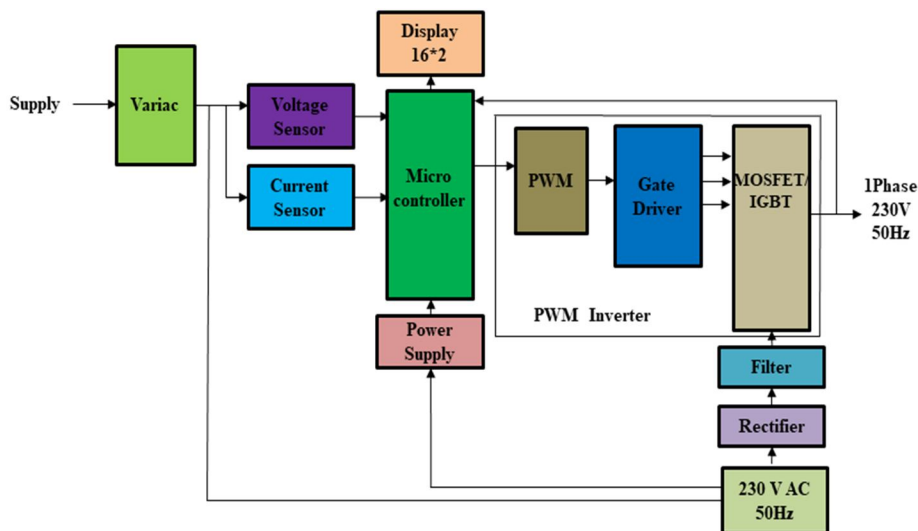 Display
16*2
Supply
Variac
Voltage
Sensor
Current
Sensor
Micro
controller
PWM
Gate
Driver
MOSFET/
IGBT
1Phase
230V
50Hz
PWM Inverter
Power
Supply
Filter
Rectifier
230 V AC
50Hz